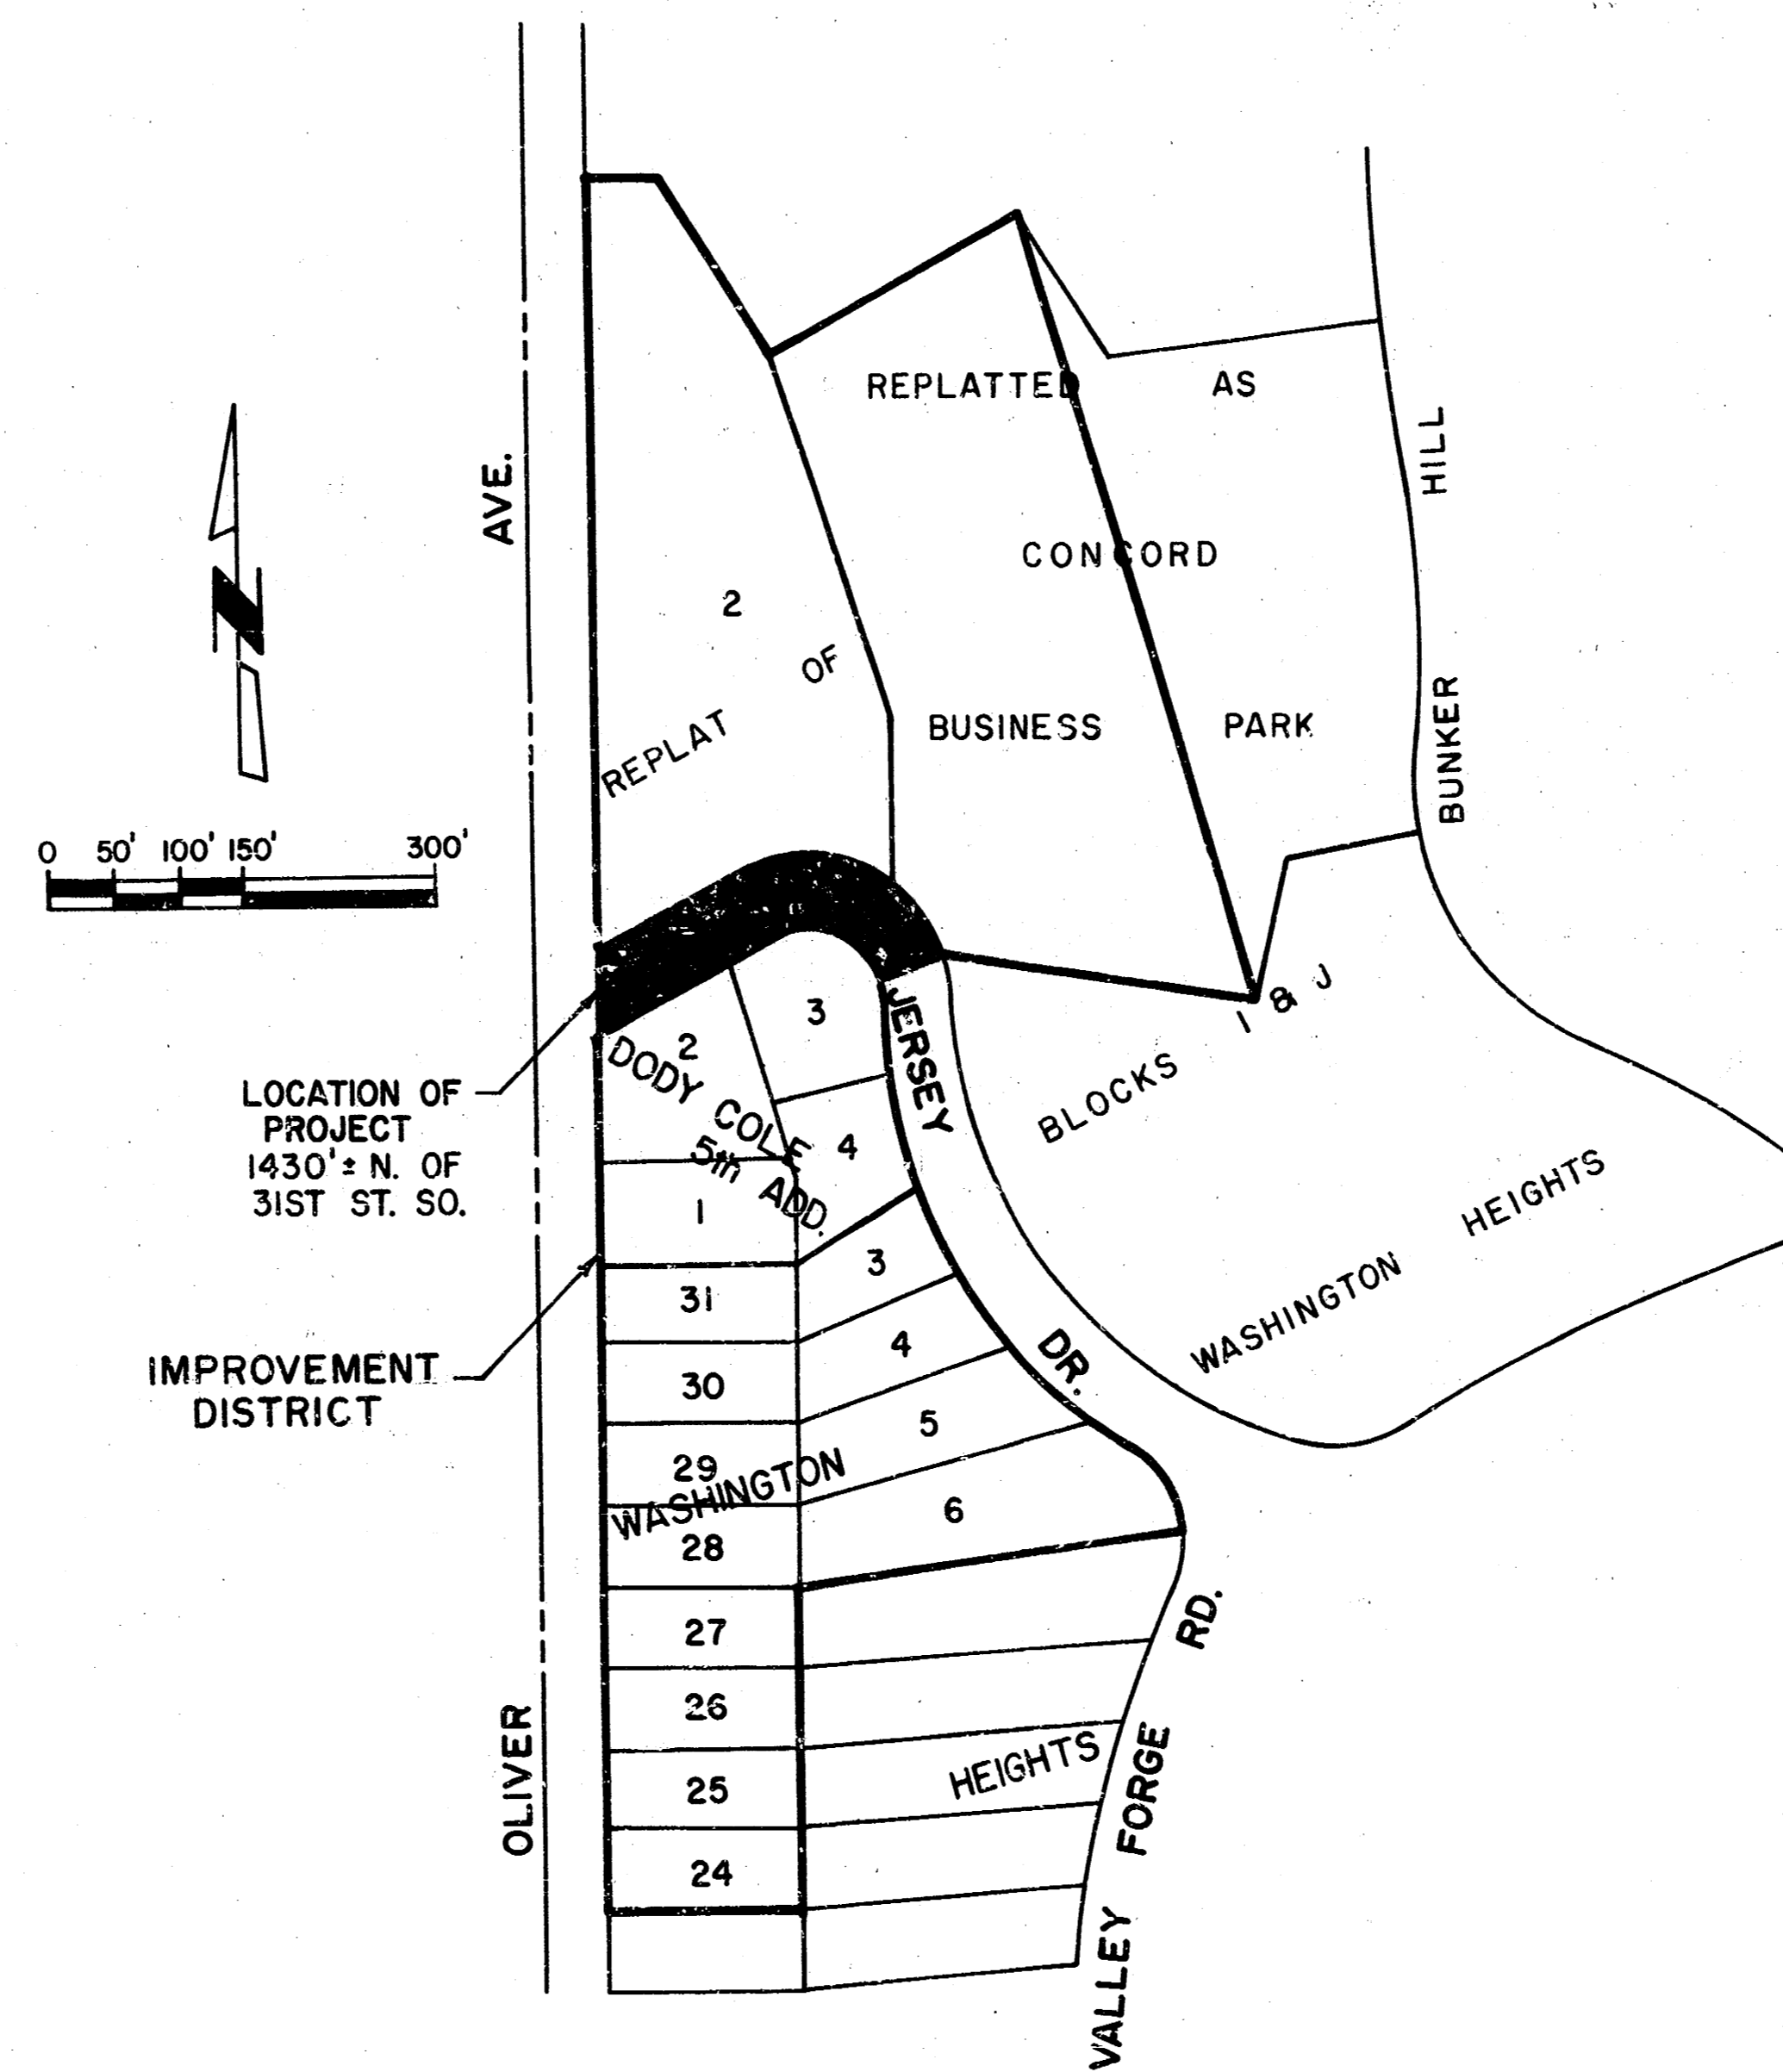 REPLATTED AS
CONCORD
BUSINESS PARK
HILL
BUNKER
AVE.
2
REPLAT OF
0 50' 100' 150' 300'
3
2
DODY COLE
5th ADD.
4
1
JERSEY
DR.
BLOCKS I & J
WASHINGTON HEIGHTS
LOCATION OF
PROJECT
1430'± N. OF
31ST ST. SO.
IMPROVEMENT
DISTRICT
31
30
29
28
27
26
25
24
3
4
5
6
WASHINGTON
HEIGHTS
OLIVER
VALLEY FORGE RD.
N